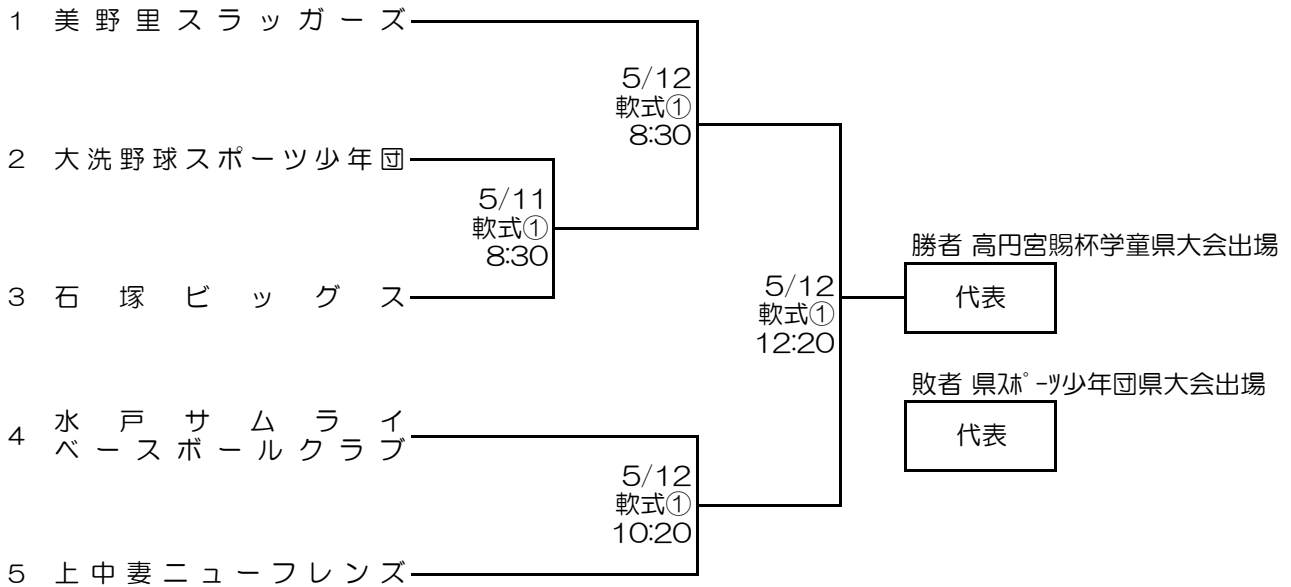 1 美野里スラッガーズ
5/12
軟式①
8:30
2 大洗野球スポーツ少年団
5/11
軟式①
8:30
3 石塚ビッグス
勝者 高円宮賜杯学童県大会出場
代表
5/12
軟式①
12:20
敗者 県ｽﾎﾟｰﾂ少年団県大会出場
代表
4 水戸サムライ
ベースボールクラブ
5/12
軟式①
10:20
5 上中妻ニューフレンズ